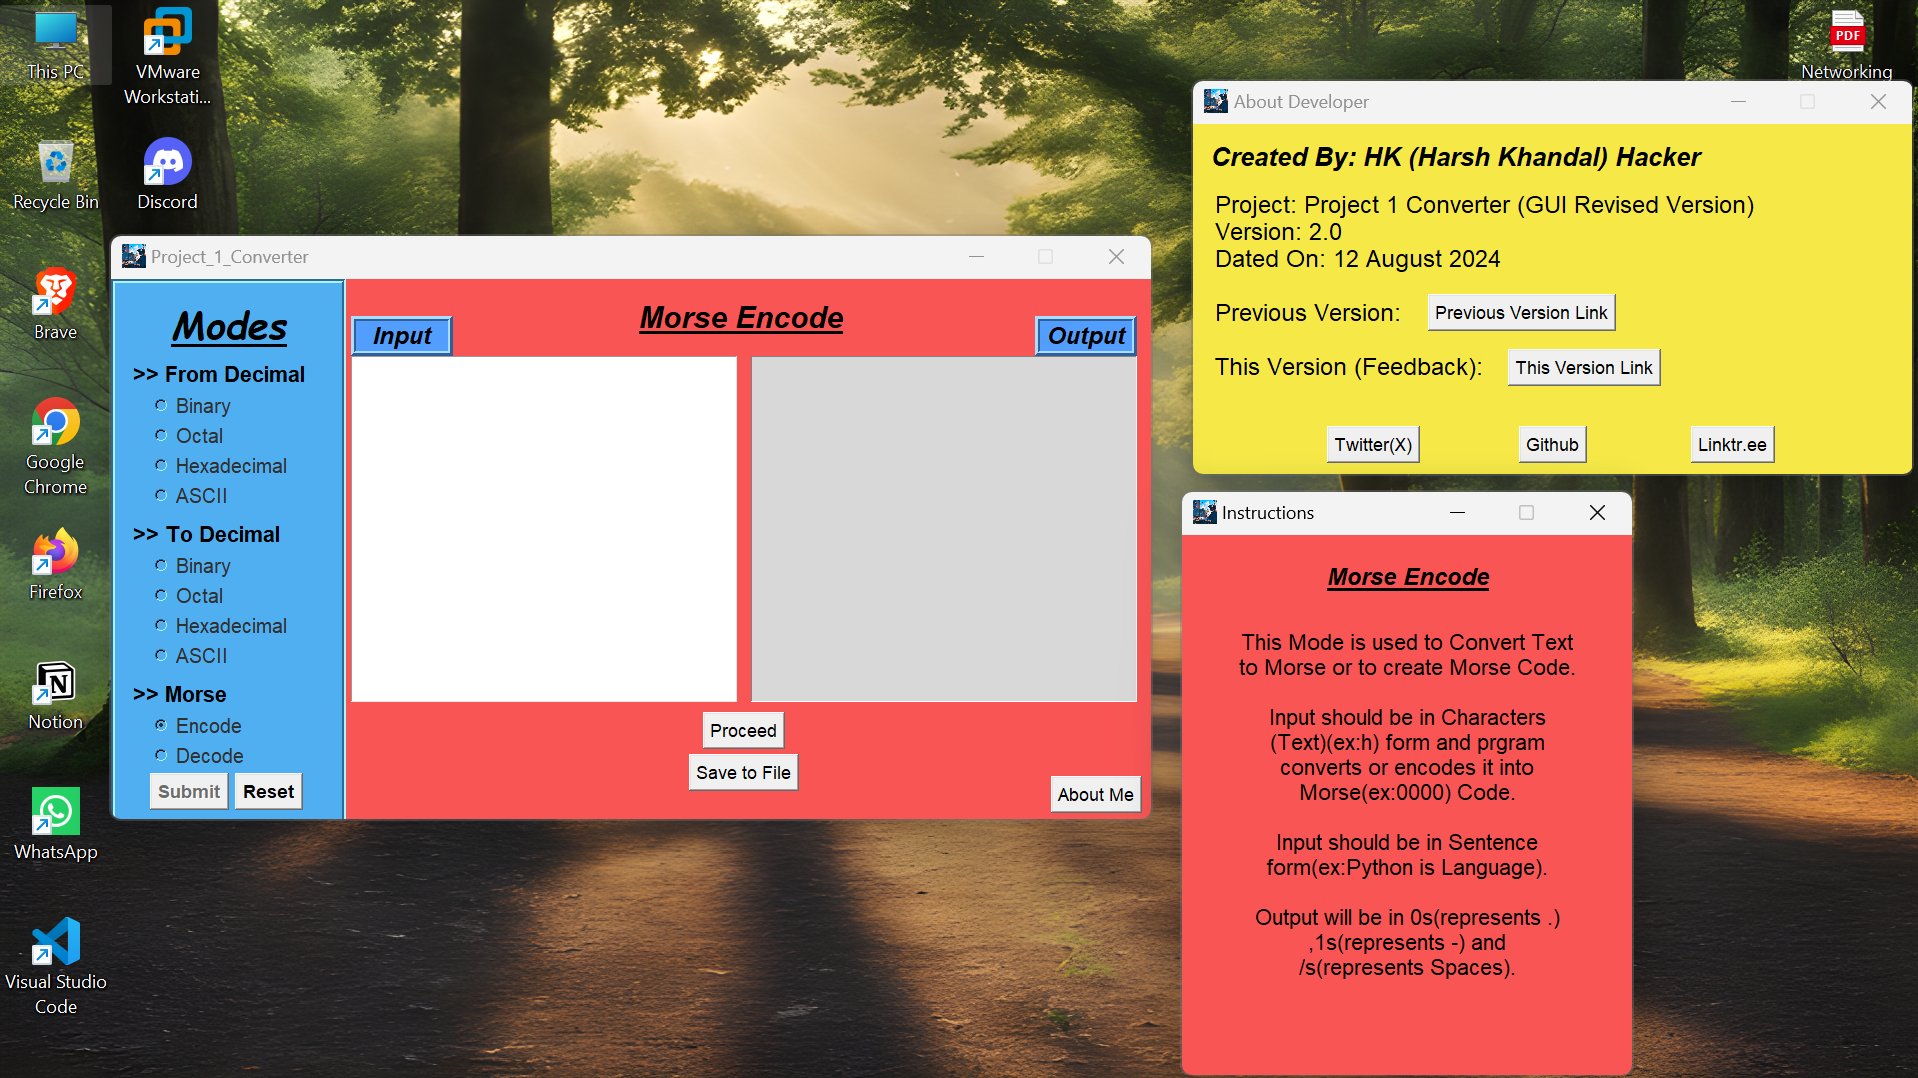 This PC
VMware
Workstati...
Recycle Bin
Discord
Brave
Google
Chrome
Firefox
Notion
WhatsApp
Visual Studio
Code
PDF
Networking
Project_1_Converter
Modes
>> From Decimal
Binary
Octal
Hexadecimal
ASCII
>> To Decimal
Binary
Octal
Hexadecimal
ASCII
>> Morse
Encode
Decode
Submit
Reset
Morse Encode
Input
Output
Proceed
Save to File
About Me
About Developer
Created By: HK (Harsh Khandal) Hacker
Project: Project 1 Converter (GUI Revised Version)
Version: 2.0
Dated On: 12 August 2024
Previous Version: Previous Version Link
This Version (Feedback): This Version Link
Twitter(X)
Github
Linktr.ee
Instructions
Morse Encode
This Mode is used to Convert Text
to Morse or to create Morse Code.
Input should be in Characters
(Text)(ex:h) form and prgram
converts or encodes it into
Morse(ex:0000) Code.
Input should be in Sentence
form(ex:Python is Language).
Output will be in 0s(represents .)
,1s(represents -) and
/s(represents Spaces).